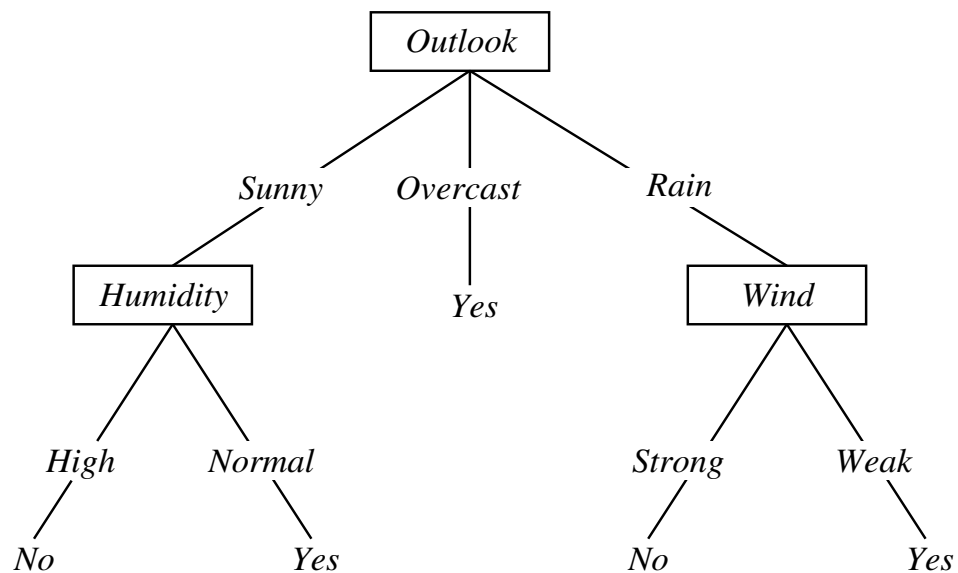 Outlook
Sunny Overcast Rain
Humidity Yes Wind
High Normal Strong Weak
No Yes No Yes